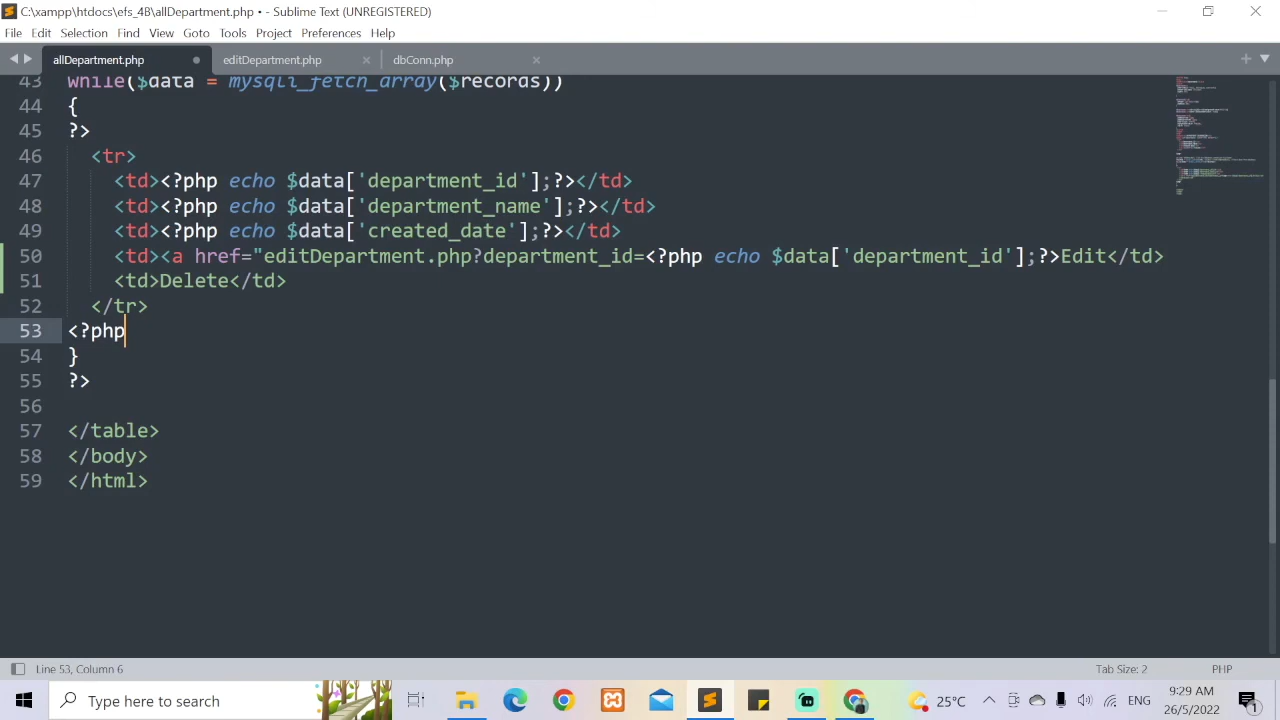 C:\xampp\htdocs\efs_4B\allDepartment.php • - Sublime Text (UNREGISTERED)
File Edit Selection Find View Goto Tools Project Preferences Help
allDepartment.php editDepartment.php dbConn.php
43 while($data = mysqli_fetch_array($records))
44 {
45 ?>
46 <tr>
47 <td><?php echo $data['department_id'];?></td>
48 <td><?php echo $data['department_name'];?></td>
49 <td><?php echo $data['created_date'];?></td>
50 <td><a href="editDepartment.php?department_id=<?php echo $data['department_id'];?>Edit</td>
51 <td>Delete</td>
52 </tr>
53 <?php
54 }
55 ?>
56
57 </table>
58 </body>
59 </html>
Line 53, Column 6 Tab Size: 2 PHP
Type here to search 25°C ENG 9:29 AM
26/5/2022 1